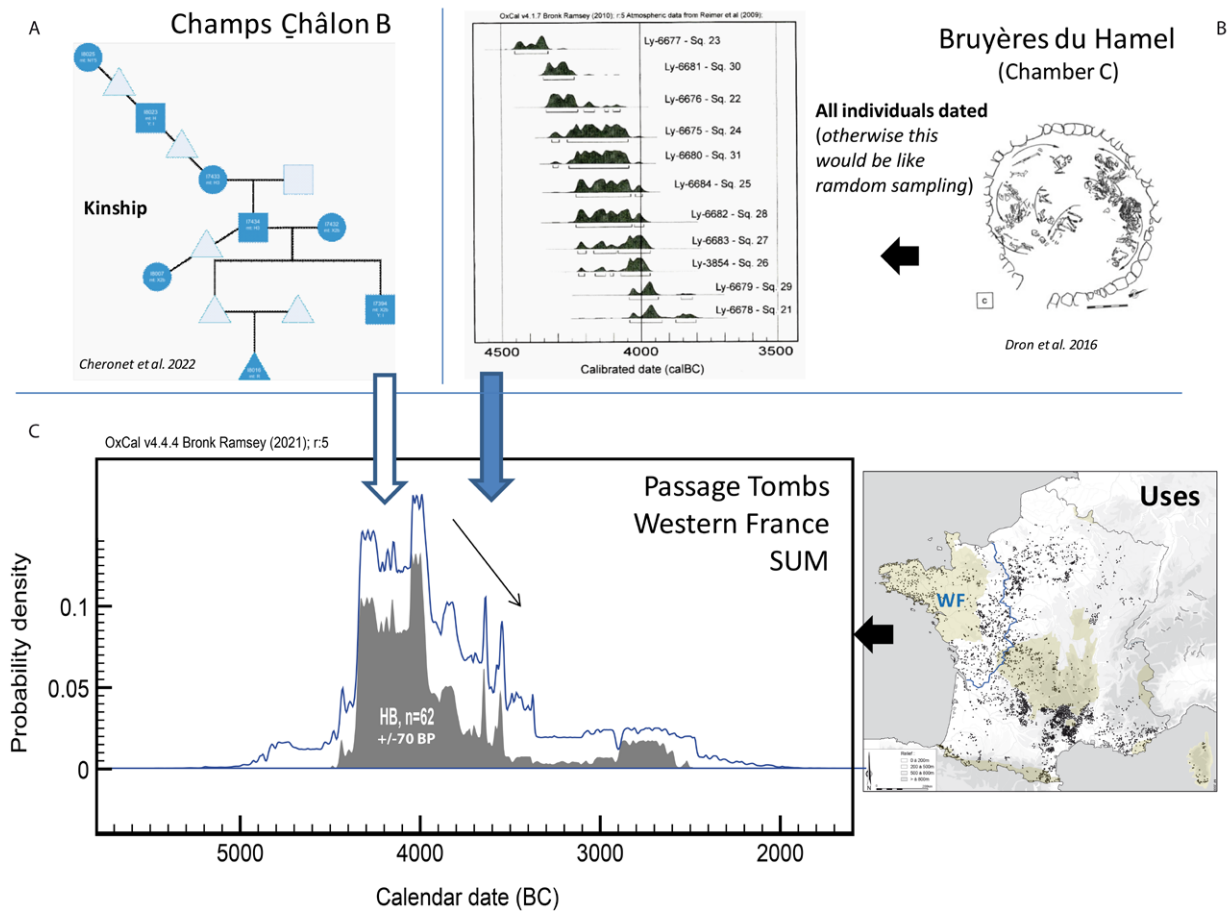 A
Champs Çhâlon B
Kinship
Cheronet et al. 2022
OxCal v4.1.7 Bronk Ramsey (2010); r:5 Atmospheric data from Reimer et al (2009);
Ly-6677 - Sq. 23
Ly-6681 - Sq. 30
Ly-6676 - Sq. 22
Ly-6675 - Sq. 24
Ly-6680 - Sq. 31
Ly-6684 - Sq. 25
Ly-6682 - Sq. 28
Ly-6683 - Sq. 27
Ly-3854 - Sq. 26
Ly-6679 - Sq. 29
Ly-6678 - Sq. 21
4500
4000
3500
Calibrated date (calBC)
B
Bruyères du Hamel
(Chamber C)
All individuals dated
(otherwise this
would be like
ramdom sampling)
C
Dron et al. 2016
C
OxCal v4.4.4 Bronk Ramsey (2021); r:5
Passage Tombs
Western France
SUM
Probability density
0.1
0.05
0
HB, n=62
+/-70 BP
5000
4000
3000
2000
Calendar date (BC)
Uses
WF